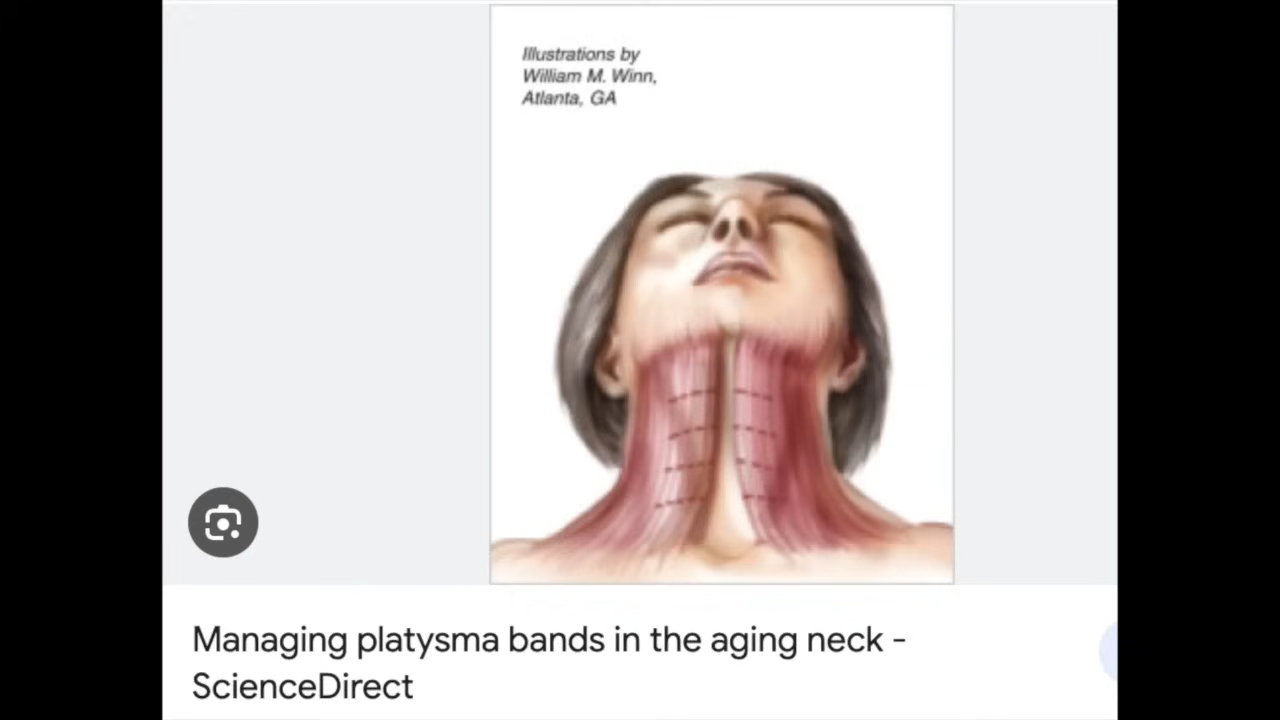 Illustrations by
William M. Winn,
Atlanta, GA
Managing platysma bands in the aging neck -
ScienceDirect